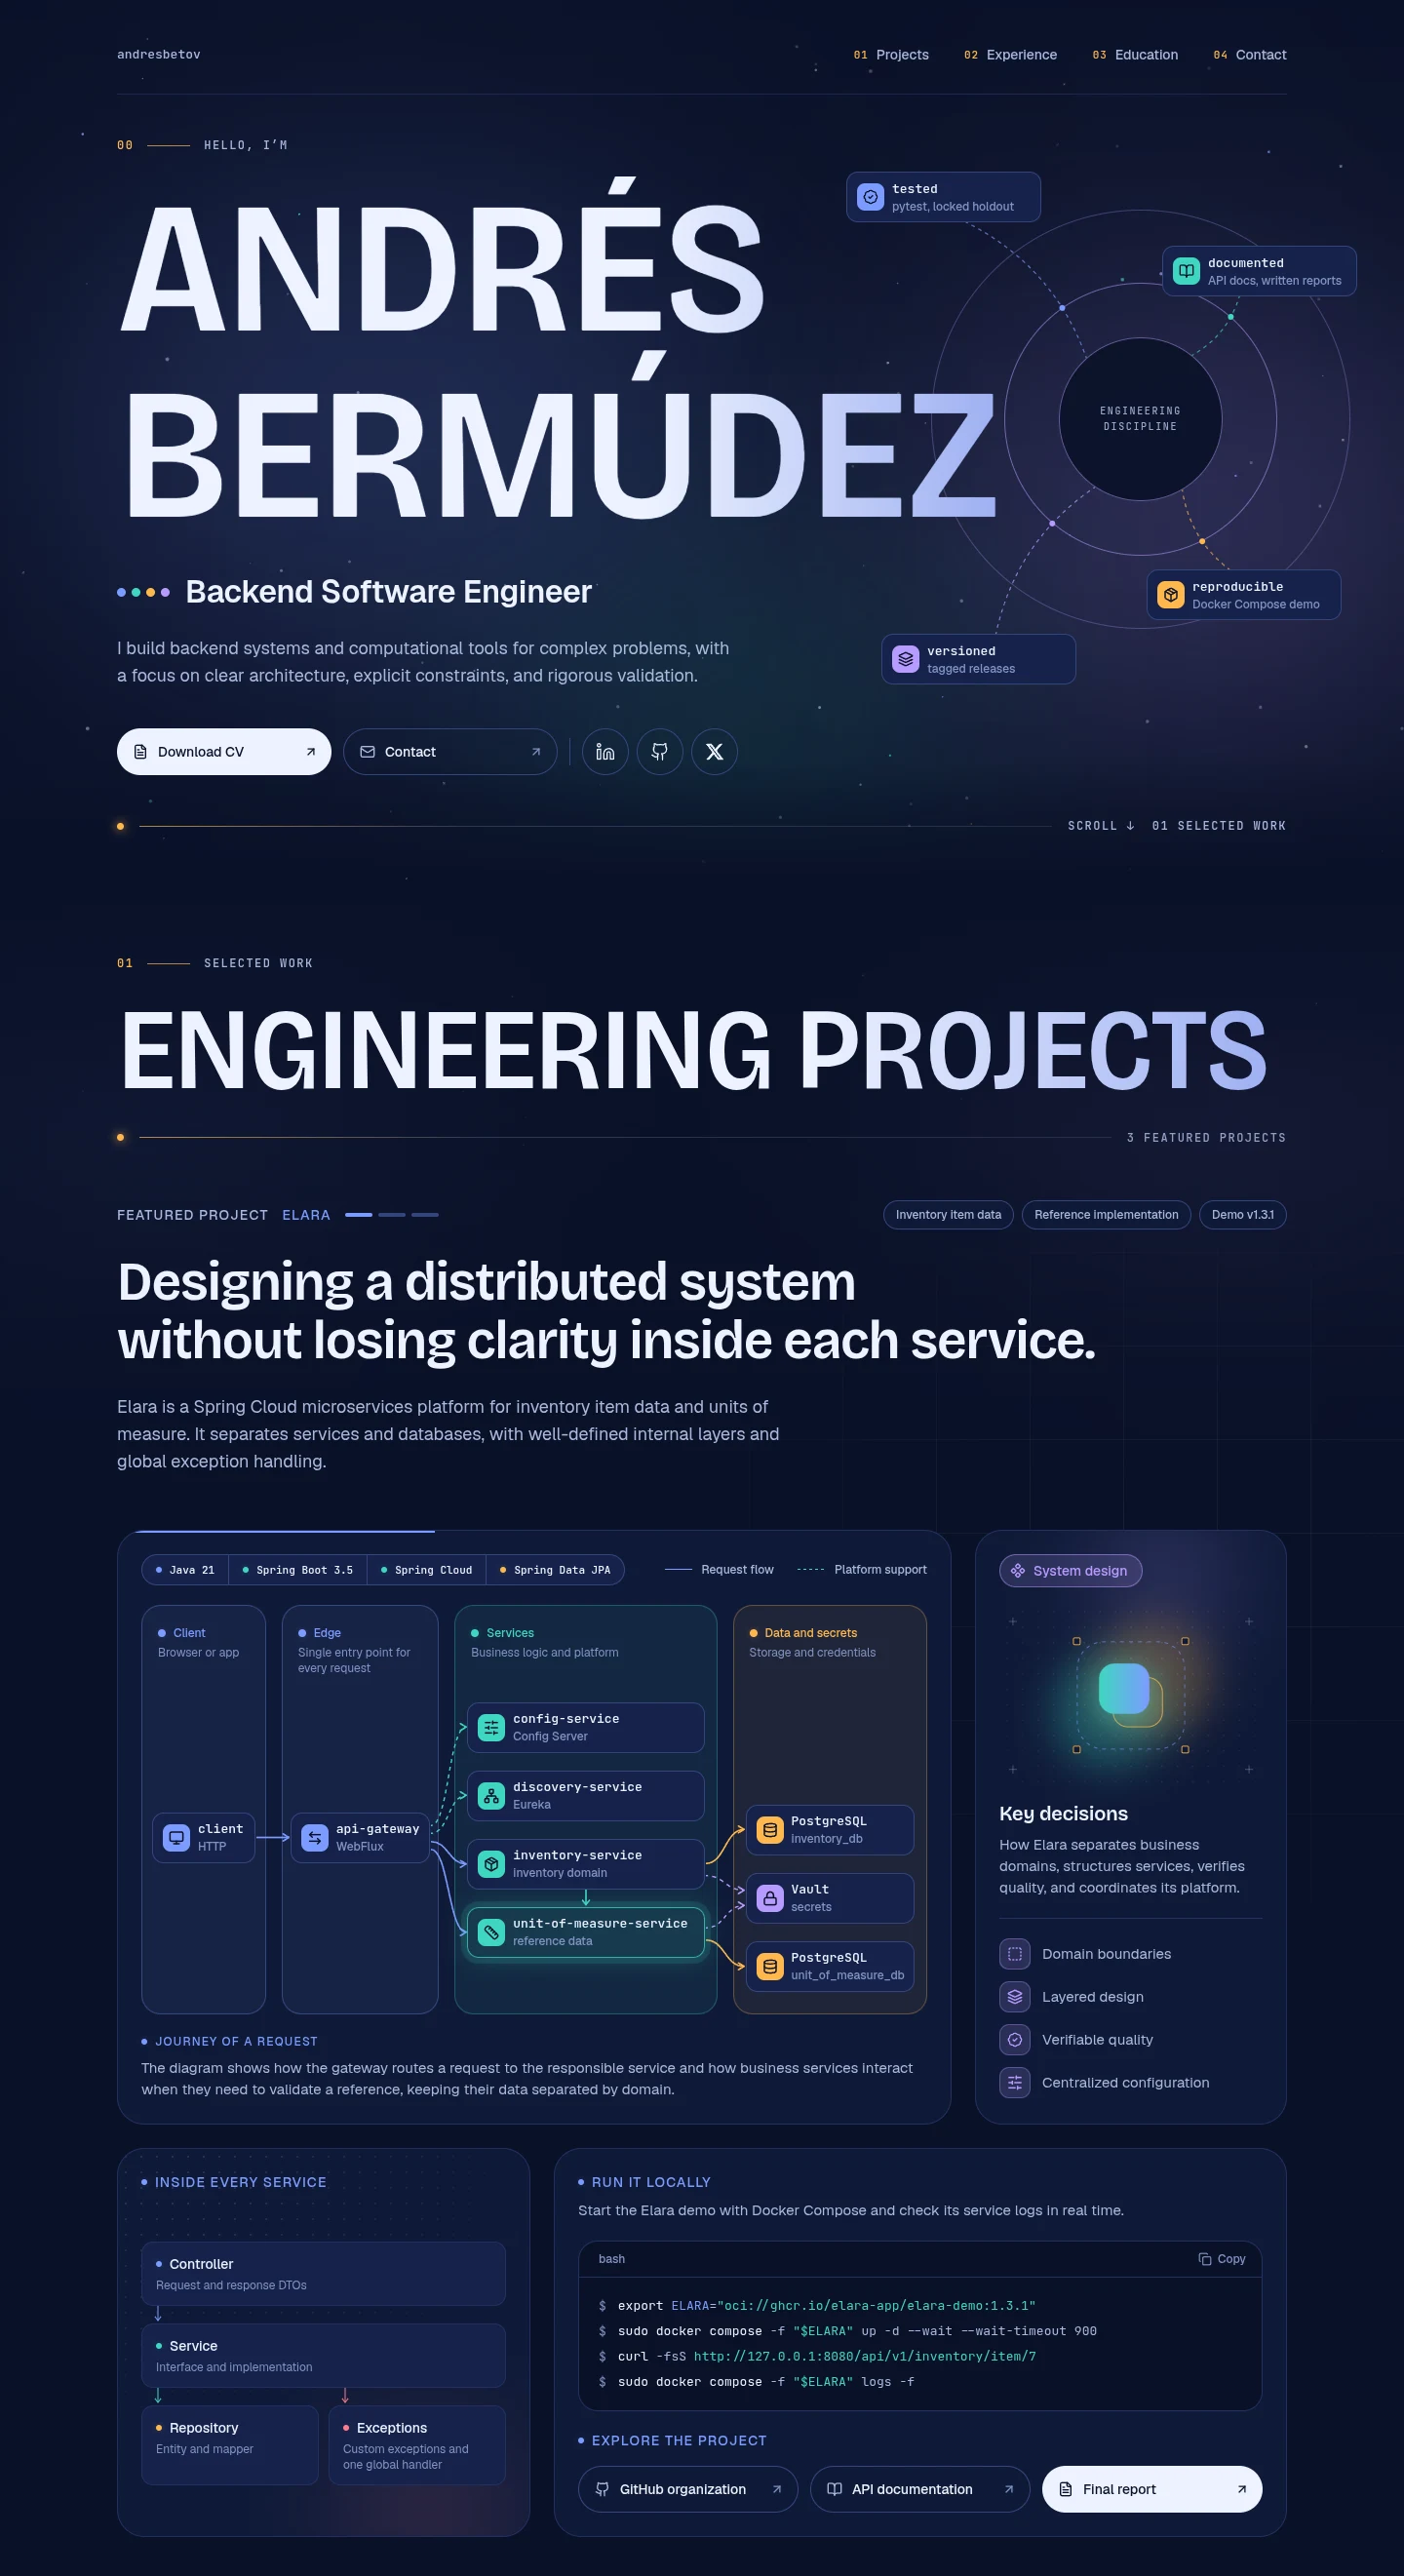 andresbetov
01 Projects 02 Experience 03 Education 04 Contact
00 HELLO, I’M
ANDRÉS
BERMÚDEZ
tested
pytest, locked holdout
documented
API docs, written reports
ENGINEERING
DISCIPLINE
reproducible
Docker Compose demo
versioned
tagged releases
Backend Software Engineer
I build backend systems and computational tools for complex problems, with
a focus on clear architecture, explicit constraints, and rigorous validation.
Download CV
Contact
SCROLL ↓ 01 SELECTED WORK
01 SELECTED WORK
ENGINEERING PROJECTS
3 FEATURED PROJECTS
FEATURED PROJECT ELARA
Inventory item data
Reference implementation
Demo v1.3.1
Designing a distributed system
without losing clarity inside each service.
Elara is a Spring Cloud microservices platform for inventory item data and units of
measure. It separates services and databases, with well-defined internal layers and
global exception handling.
Java 21
Spring Boot 3.5
Spring Cloud
Spring Data JPA
Request flow
Platform support
Client
Browser or app
client
HTTP
Edge
Single entry point for
every request
api-gateway
WebFlux
Services
Business logic and platform
config-service
Config Server
discovery-service
Eureka
inventory-service
Inventory domain
unit-of-measure-service
reference data
Data and secrets
Storage and credentials
PostgreSQL
inventory_db
Vault
secrets
PostgreSQL
unit_of_measure_db
JOURNEY OF A REQUEST
The diagram shows how the gateway routes a request to the responsible service and how business services interact
when they need to validate a reference, keeping their data separated by domain.
System design
Key decisions
How Elara separates business
domains, structures services, verifies
quality, and coordinates its platform.
Domain boundaries
Layered design
Verifiable quality
Centralized configuration
INSIDE EVERY SERVICE
Controller
Request and response DTOs
Service
Interface and implementation
Repository
Entity and mapper
Exceptions
Custom exceptions and
one global handler
RUN IT LOCALLY
Start the Elara demo with Docker Compose and check its service logs in real time.
bash
Copy
$ export ELARA="oci://ghcr.io/elara-app/elara-demo:1.3.1"
$ sudo docker compose -f "$ELARA" up -d --wait --wait-timeout 900
$ curl -fsS http://127.0.0.1:8080/api/v1/inventory/item/7
$ sudo docker compose -f "$ELARA" logs -f
EXPLORE THE PROJECT
GitHub organization
API documentation
Final report